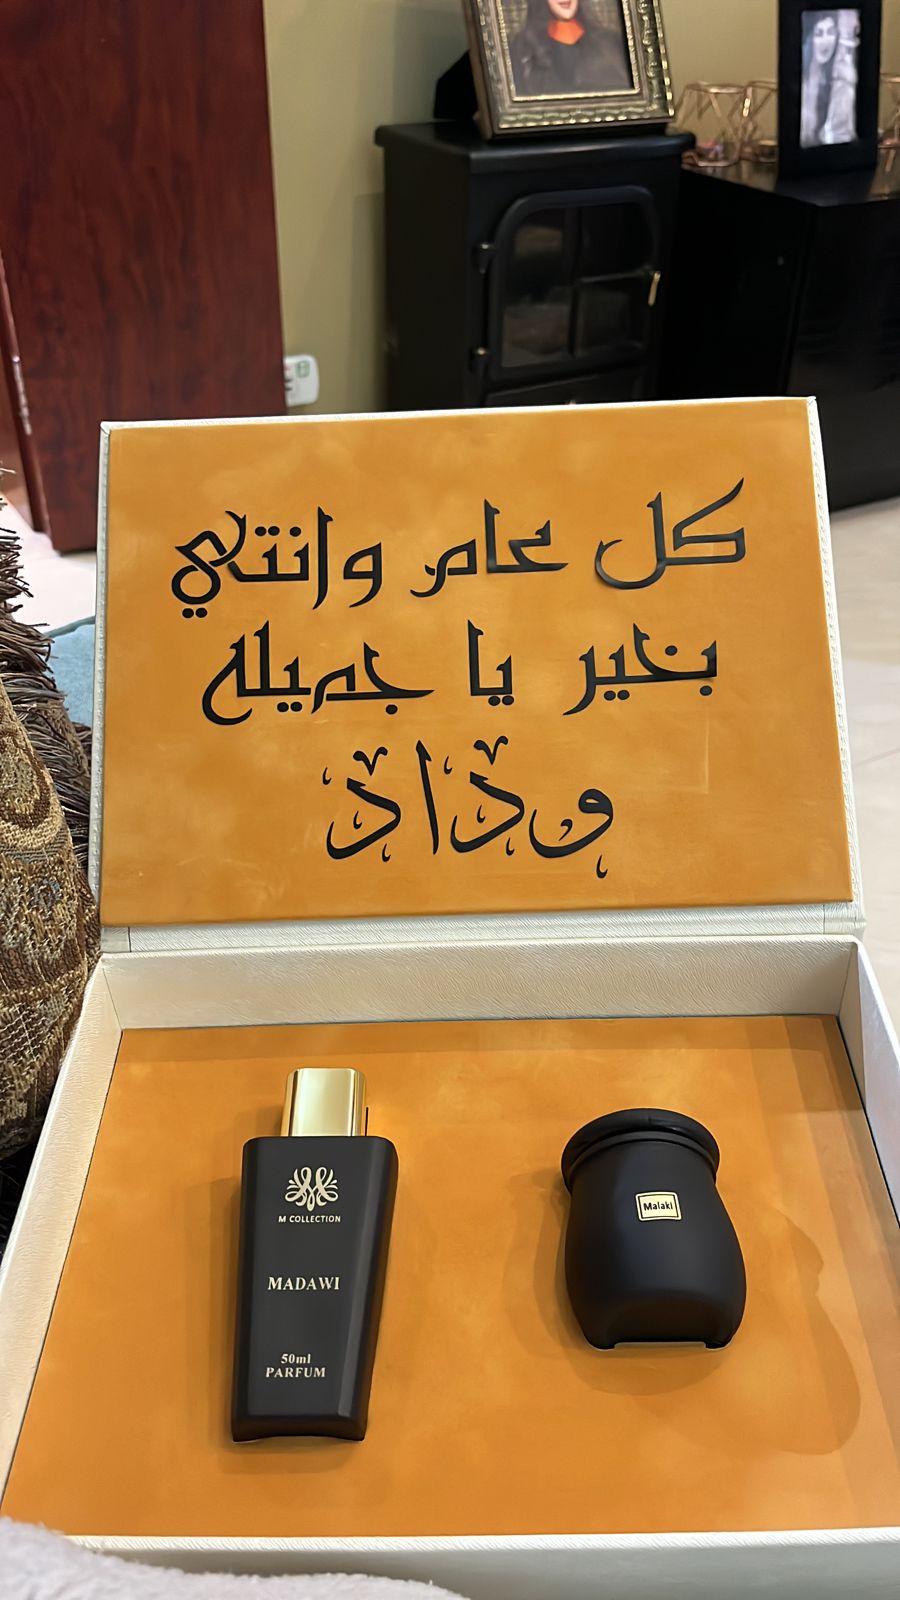 كل عام وانتي
بخير يا جميله
وداد
M COLLECTION
MADAWI
50ml
PARFUM
Malaki